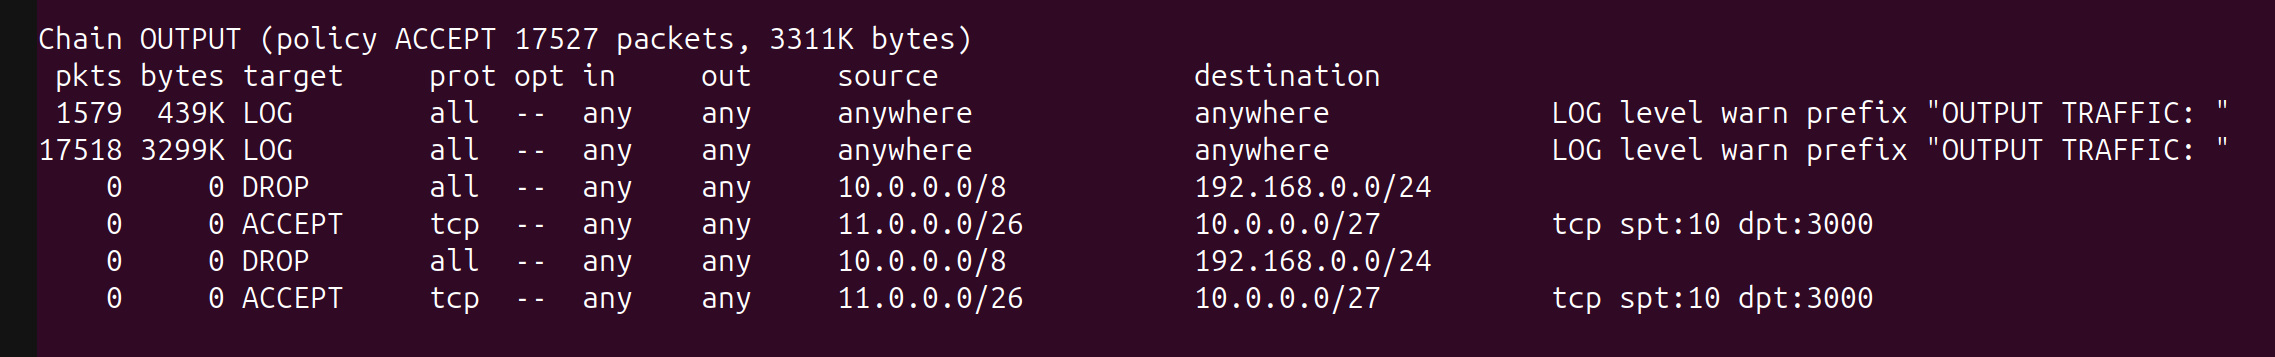 Chain OUTPUT (policy ACCEPT 17527 packets, 3311K bytes)
 pkts bytes target     prot opt in     out     source               destination
 1579  439K LOG        all  --  any    any     anywhere             anywhere             LOG level warn prefix "OUTPUT TRAFFIC: "
17518 3299K LOG        all  --  any    any     anywhere             anywhere             LOG level warn prefix "OUTPUT TRAFFIC: "
    0     0 DROP       all  --  any    any     10.0.0.0/8           192.168.0.0/24
    0     0 ACCEPT     tcp  --  any    any     11.0.0.0/26          10.0.0.0/27          tcp spt:10 dpt:3000
    0     0 DROP       all  --  any    any     10.0.0.0/8           192.168.0.0/24
    0     0 ACCEPT     tcp  --  any    any     11.0.0.0/26          10.0.0.0/27          tcp spt:10 dpt:3000